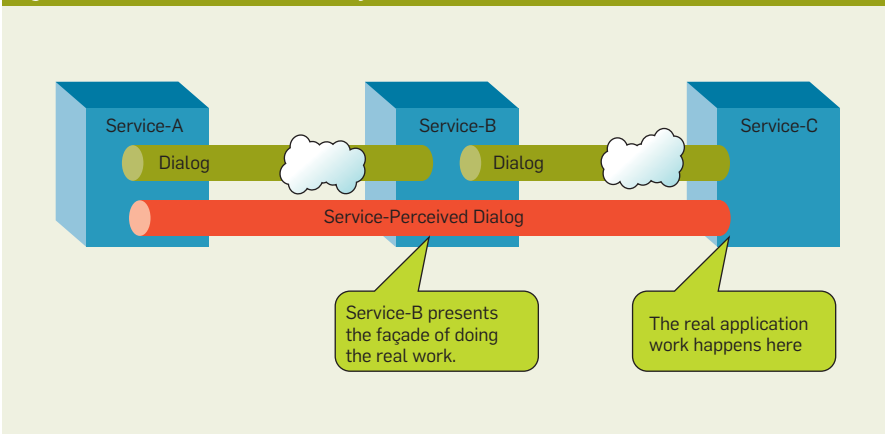 Service-A
Service-B
Service-C
Dialog
Dialog
Service-Perceived Dialog
Service-B presents
the façade of doing
the real work.
The real application
work happens here